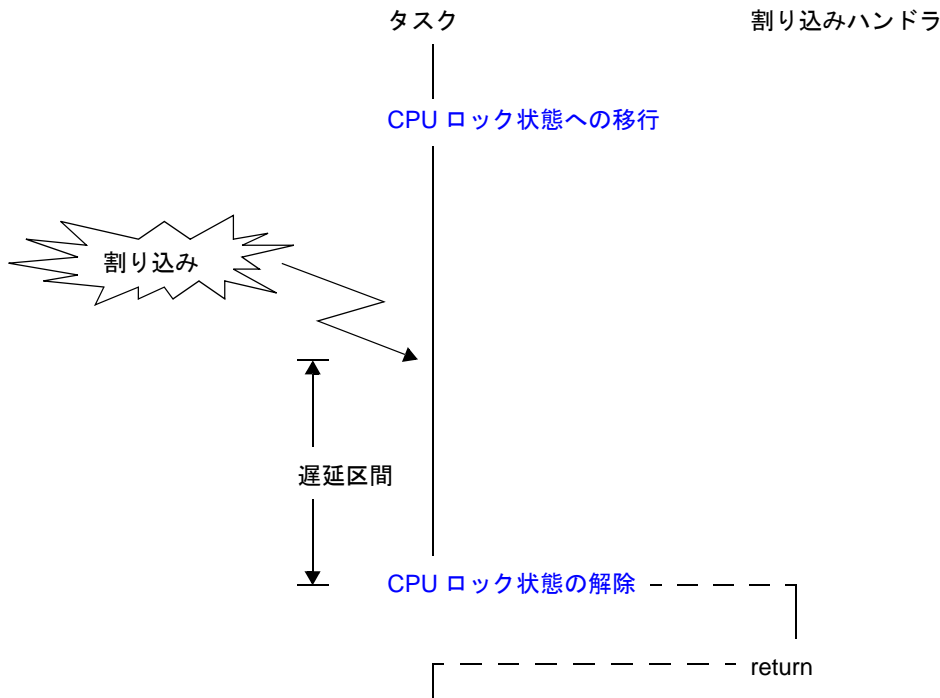 タスク
割り込みハンドラ
CPU ロック状態への移行
割り込み
遅延区間
CPU ロック状態の解除
return